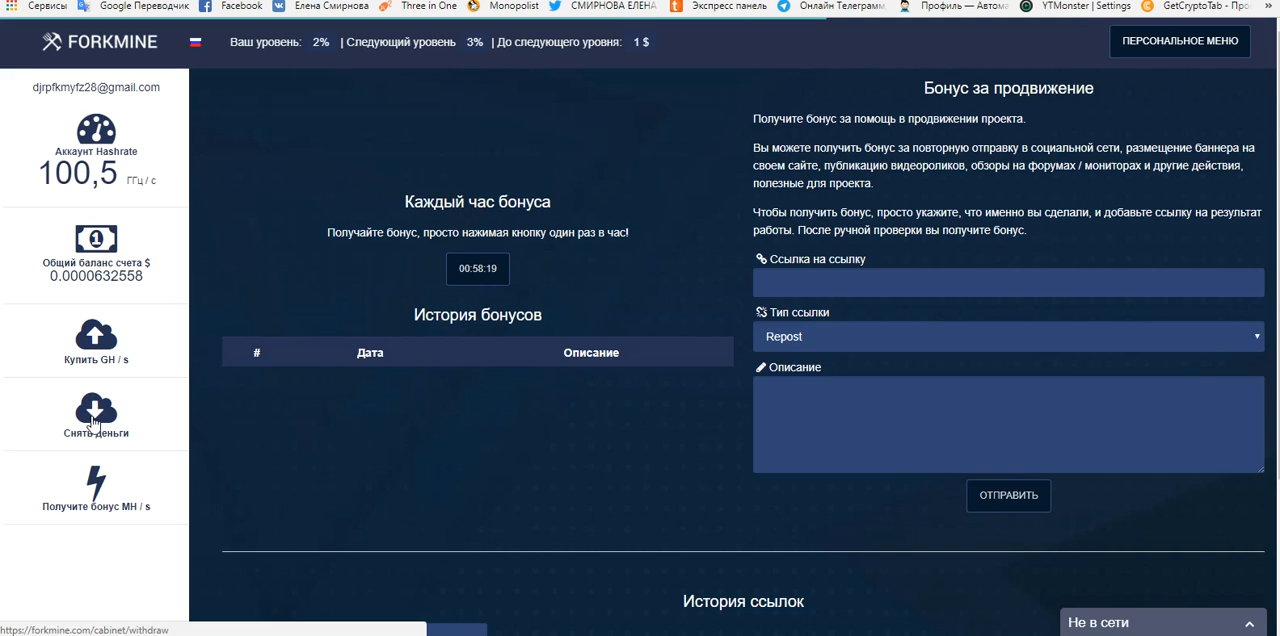 Сервисы Google Переводчик Facebook Елена Смирнова Three in One Monopolist СМИРНОВА ЕЛЕНА Экспресс панель Онлайн Телеграмм, Профиль — Автома YTMonster | Settings GetCryptoTab - Про »
FORKMINE
Ваш уровень: 2% | Следующий уровень 3% | До следующего уровня: 1 $
ПЕРСОНАЛЬНОЕ МЕНЮ
djrpfkmyfz28@gmail.com
Аккаунт Hashrate
100,5 ГГц / с
Общий баланс счета $
0.0000632558
Купить GH / s
Снять деньги
Получите бонус MH / s
Каждый час бонуса
Получайте бонус, просто нажимая кнопку один раз в час!
00:58:19
История бонусов
# Дата Описание
Бонус за продвижение
Получите бонус за помощь в продвижении проекта.
Вы можете получить бонус за повторную отправку в социальной сети, размещение баннера на
своем сайте, публикацию видеороликов, обзоры на форумах / мониторах и другие действия,
полезные для проекта.
Чтобы получить бонус, просто укажите, что именно вы сделали, и добавьте ссылку на результат
работы. После ручной проверки вы получите бонус.
Ссылка на ссылку
Тип ссылки
Repost
Описание
ОТПРАВИТЬ
История ссылок
Не в сети
https://forkmine.com/cabinet/withdraw